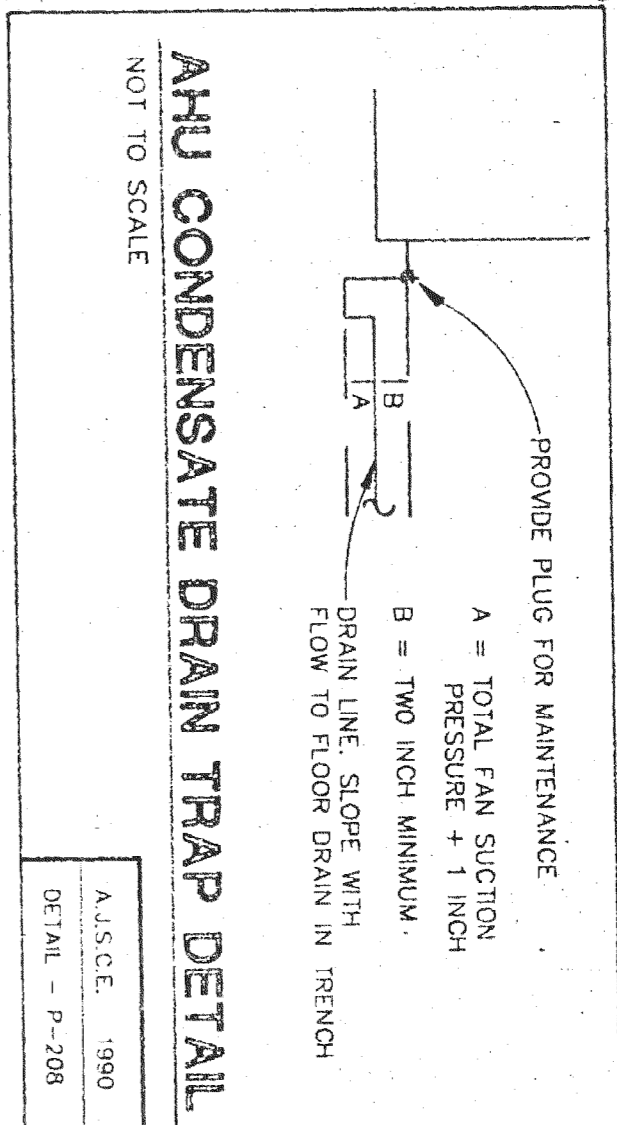 PROVIDE PLUG FOR MAINTENANCE
A = TOTAL FAN SUCTION
PRESSURE + 1 INCH
B = TWO INCH MINIMUM.
B
A
DRAIN LINE. SLOPE WITH
FLOW TO FLOOR DRAIN IN TRENCH
AHU CONDENSATE DRAIN TRAP DETAIL
NOT TO SCALE
A.J.S.C.E. 1990
DETAIL - P-208